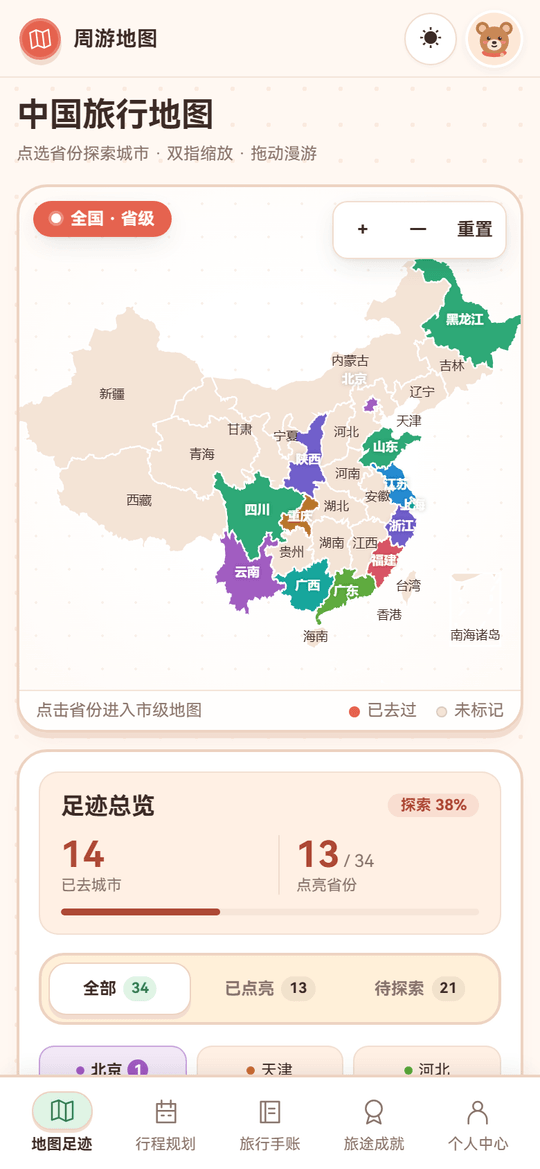 周游地图
中国旅行地图
点选省份探索城市 · 双指缩放 · 拖动漫游
全国 · 省级
+ — 重置
黑龙江
内蒙古
吉林
北京
新疆
辽宁
天津
甘肃
宁夏
河北
山东
青海
陕西
河南
江苏
西藏
安徽
上海
四川
湖北
重庆
浙江
湖南
江西
贵州
福建
云南
广西
广东
台湾
香港
海南
南海诸岛
点击省份进入市级地图
已去过 未标记
足迹总览
探索 38%
14
13 / 34
已去城市
点亮省份
全部 34 已点亮 13 待探索 21
北京 1 天津 河北
地图足迹 行程规划 旅行手账 旅途成就 个人中心